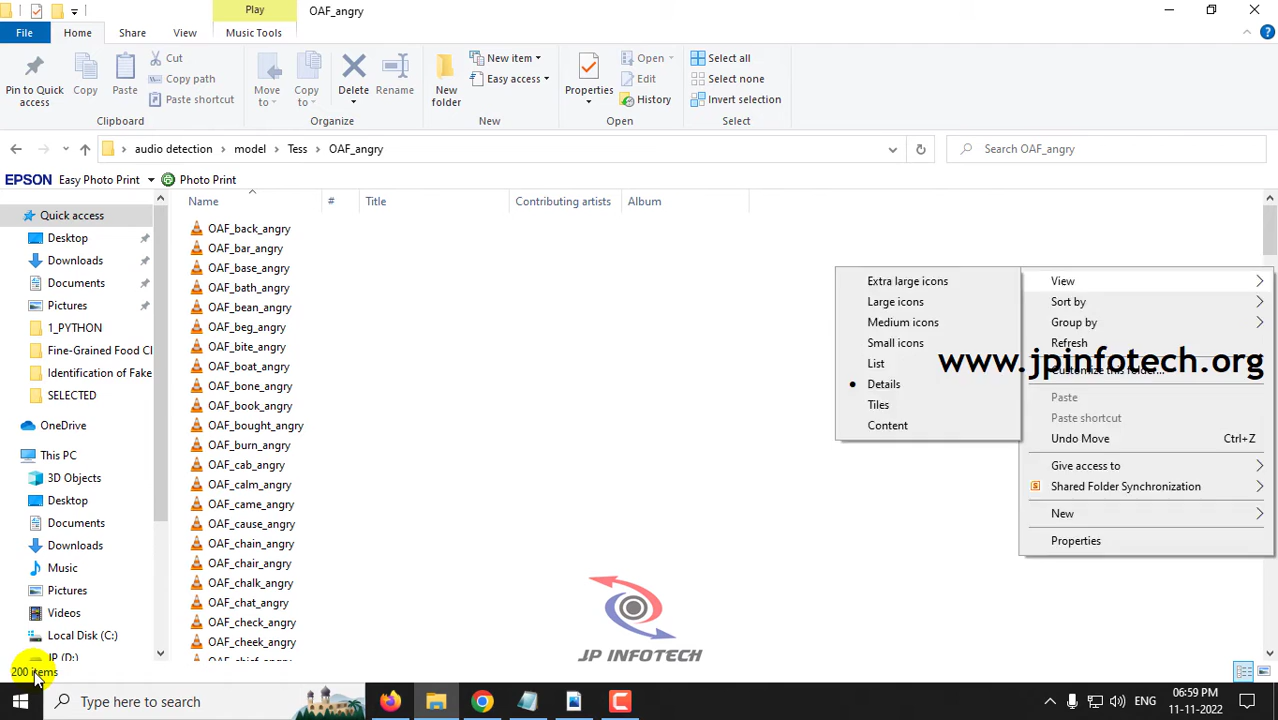 Play
OAF_angry
File
Home
Share
View
Music Tools
Pin to Quick access
Copy
Paste
Cut
Copy path
Paste shortcut
Clipboard
Move to
Copy to
Delete
Rename
Organize
New folder
New item
Easy access
New
Properties
Open
Edit
History
Open
Select all
Select none
Invert selection
Select
audio detection > model > Tess > OAF_angry
Search OAF_angry
EPSON Easy Photo Print
Photo Print
Name
#
Title
Contributing artists
Album
Quick access
Desktop
Downloads
Documents
Pictures
1_PYTHON
Fine-Grained Food Cl
Identification of Fake
SELECTED
OneDrive
This PC
3D Objects
Desktop
Documents
Downloads
Music
Pictures
Videos
Local Disk (C:)
JP (D:)
OAF_back_angry
OAF_bar_angry
OAF_base_angry
OAF_bath_angry
OAF_bean_angry
OAF_beg_angry
OAF_bite_angry
OAF_boat_angry
OAF_bone_angry
OAF_book_angry
OAF_bought_angry
OAF_burn_angry
OAF_cab_angry
OAF_calm_angry
OAF_came_angry
OAF_cause_angry
OAF_chain_angry
OAF_chair_angry
OAF_chalk_angry
OAF_chat_angry
OAF_check_angry
OAF_cheek_angry
OAF_chief_angry
Extra large icons
Large icons
Medium icons
Small icons
List
Details
Tiles
Content
View
Sort by
Group by
Refresh
www.jpinfotech.org
Customize this folder...
Paste
Paste shortcut
Undo Move Ctrl+Z
Give access to
Shared Folder Synchronization
New
Properties
JP INFOTECH
200 items
Type here to search
ENG
06:59 PM
11-11-2022